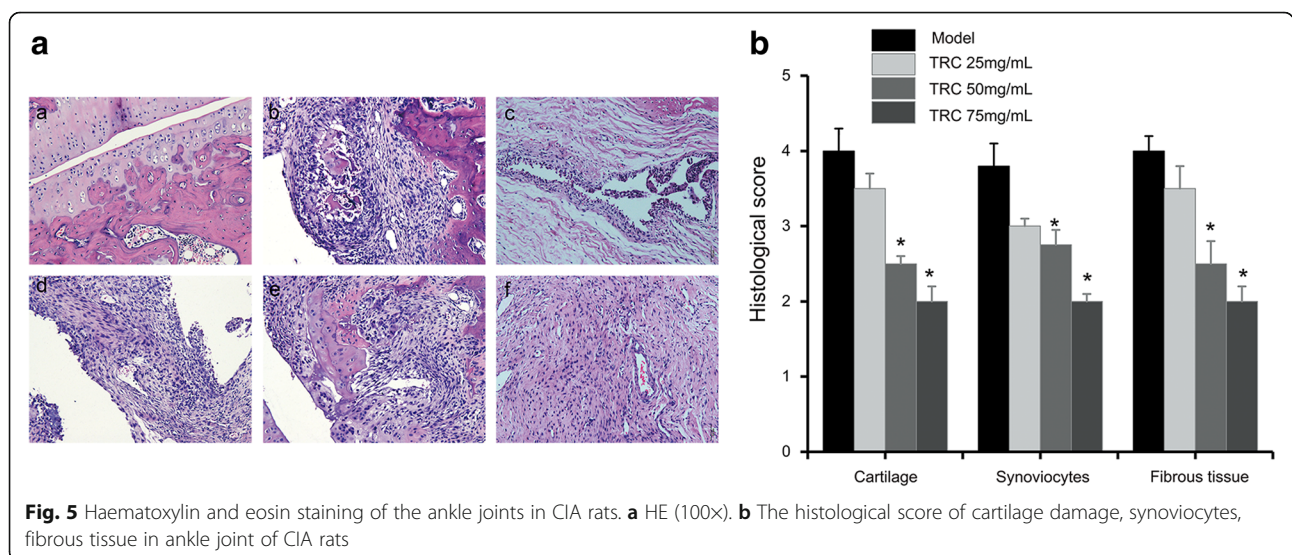 a
a
b
c
d
e
f
b
Model
TRC 25mg/mL
TRC 50mg/mL
TRC 75mg/mL
Histological score
5
4
3
2
1
0
*
*
*
*
*
*
Cartilage
Synoviocytes
Fibrous tissue
Fig. 5 Haematoxylin and eosin staining of the ankle joints in CIA rats. a HE (100×). b The histological score of cartilage damage, synoviocytes,
fibrous tissue in ankle joint of CIA rats